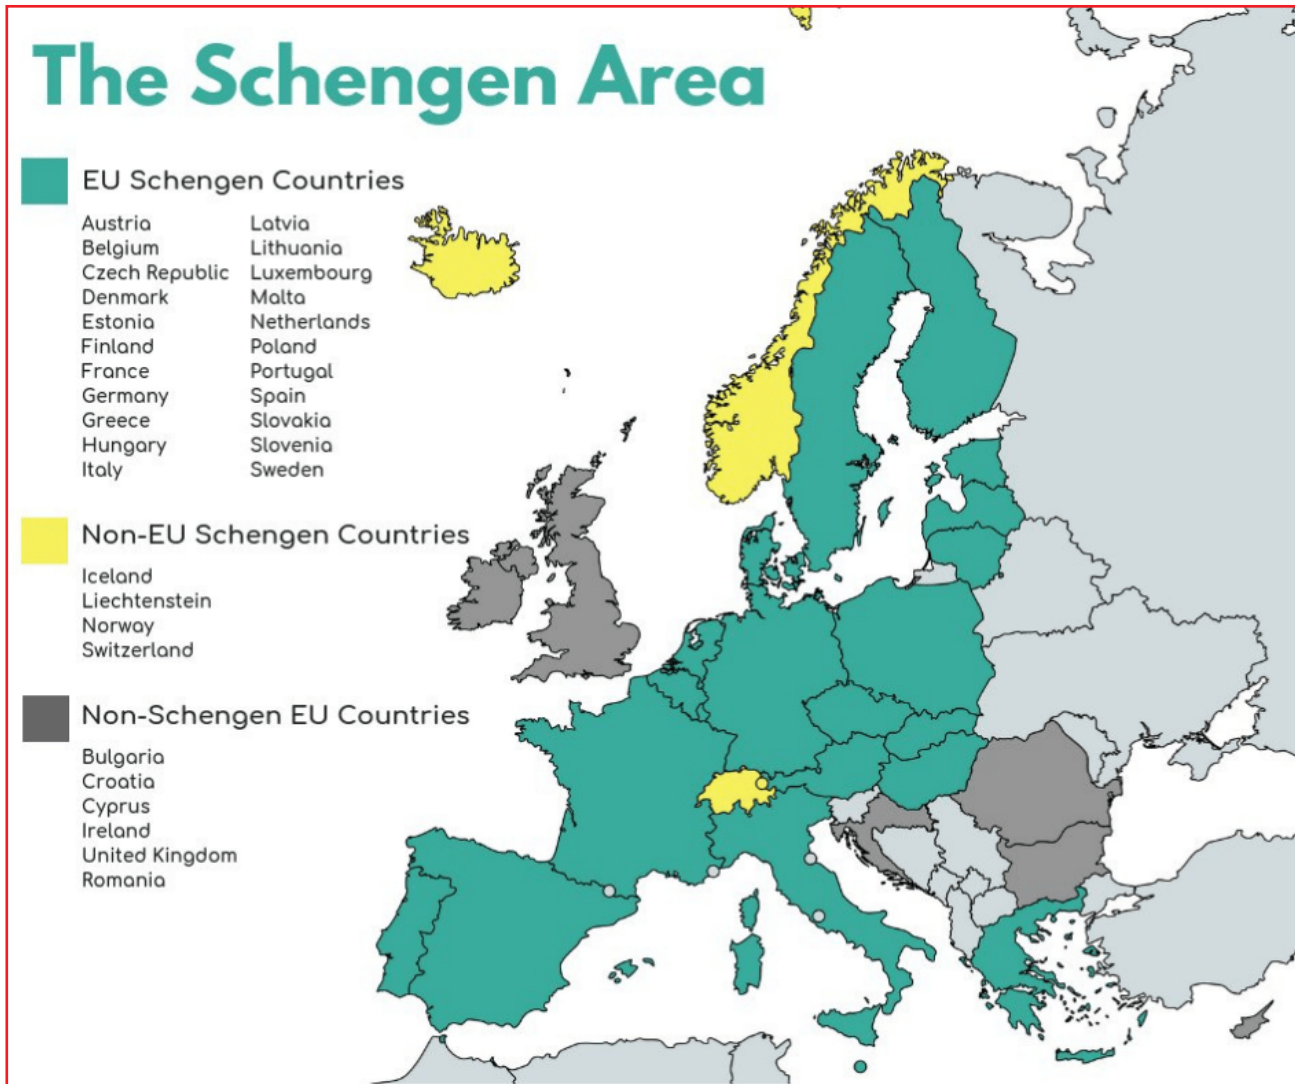 The Schengen Area
EU Schengen Countries
Austria
Belgium
Czech Republic
Denmark
Estonia
Finland
France
Germany
Greece
Hungary
Italy
Latvia
Lithuania
Luxembourg
Malta
Netherlands
Poland
Portugal
Spain
Slovakia
Slovenia
Sweden
Non-EU Schengen Countries
Iceland
Liechtenstein
Norway
Switzerland
Non-Schengen EU Countries
Bulgaria
Croatia
Cyprus
Ireland
United Kingdom
Romania